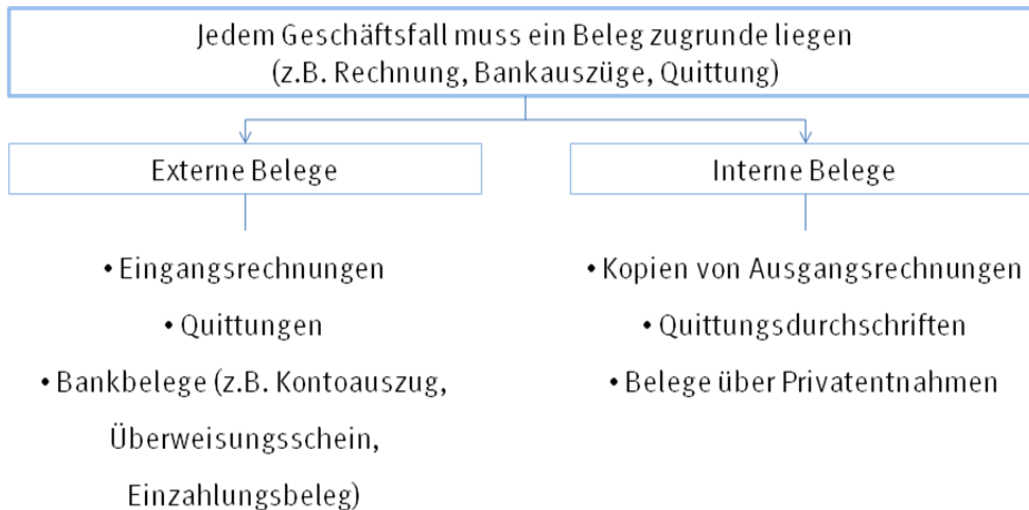 Jedem Geschäftsfall muss ein Beleg zugrunde liegen
(z.B. Rechnung, Bankauszüge, Quittung)
Externe Belege
• Eingangsrechnungen
• Quittungen
• Bankbelege (z.B. Kontoauszug,
Überweisungsschein,
Einzahlungsbeleg)
Interne Belege
• Kopien von Ausgangsrechnungen
• Quittungsdurchschriften
• Belege über Privatentnahmen